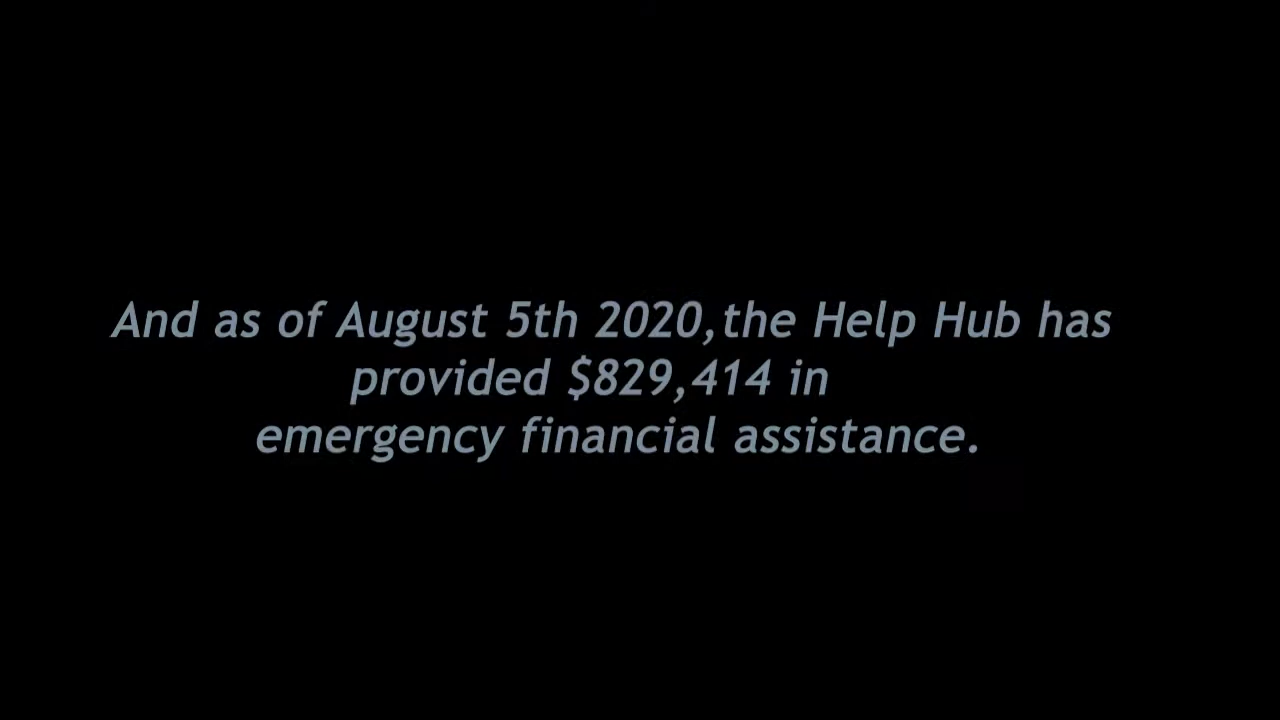 And as of August 5th 2020,the Help Hub has
provided $829,414 in
emergency financial assistance.